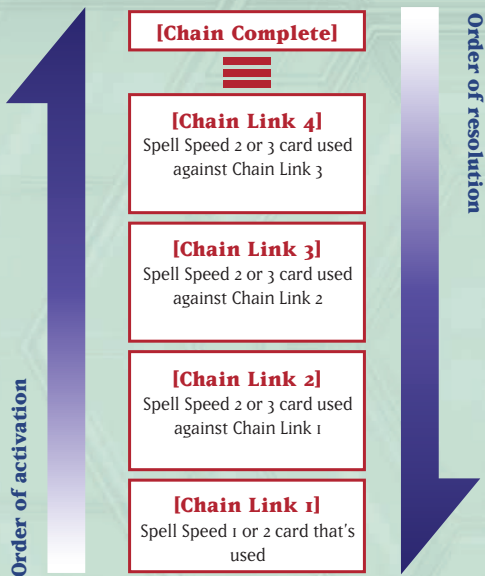 [Chain Complete]
[Chain Link 4]
Spell Speed 2 or 3 card used
against Chain Link 3
[Chain Link 3]
Spell Speed 2 or 3 card used
against Chain Link 2
[Chain Link 2]
Spell Speed 2 or 3 card used
against Chain Link 1
[Chain Link 1]
Spell Speed 1 or 2 card that's
used
Order of activation
Order of resolution